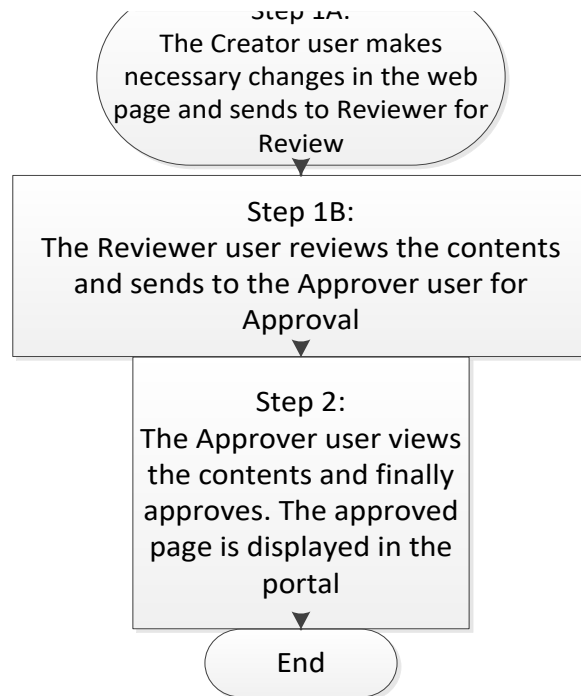 Step 1A:
The Creator user makes
necessary changes in the web
page and sends to Reviewer for
Review
Step 1B:
The Reviewer user reviews the contents
and sends to the Approver user for
Approval
Step 2:
The Approver user views
the contents and finally
approves. The approved
page is displayed in the
portal
End